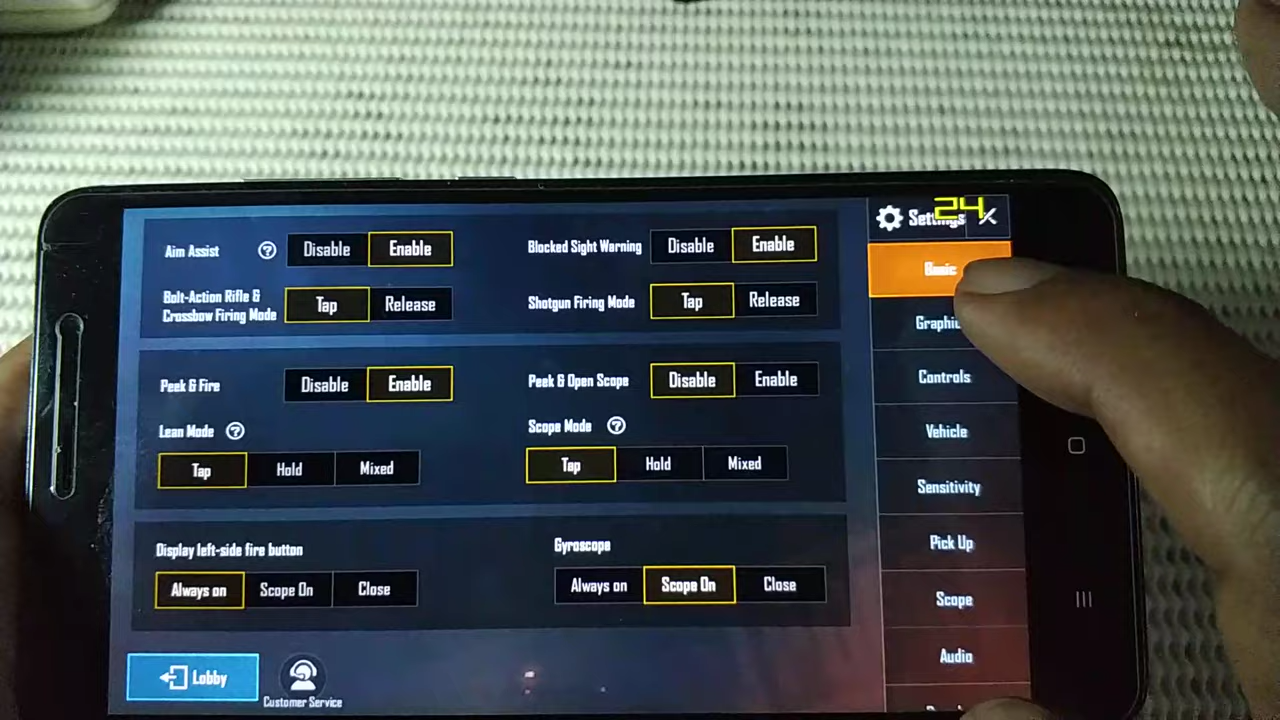 Aim Assist ? Disable Enable Blocked Sight Warning Disable Enable
Bolt-Action Rifle &
Crossbow Firing Mode Tap Release Shotgun Firing Mode Tap Release
Peek & Fire Disable Enable Peek & Open Scope Disable Enable
Lean Mode ? Scope Mode ?
Tap Hold Mixed Tap Hold Mixed
Display left-side fire button Gyroscope
Always on Scope On Close Always on Scope On Close
Lobby
Customer Service
Settings
24
Basic
Controls
Vehicle
Sensitivity
Pick Up
Scope
Audio